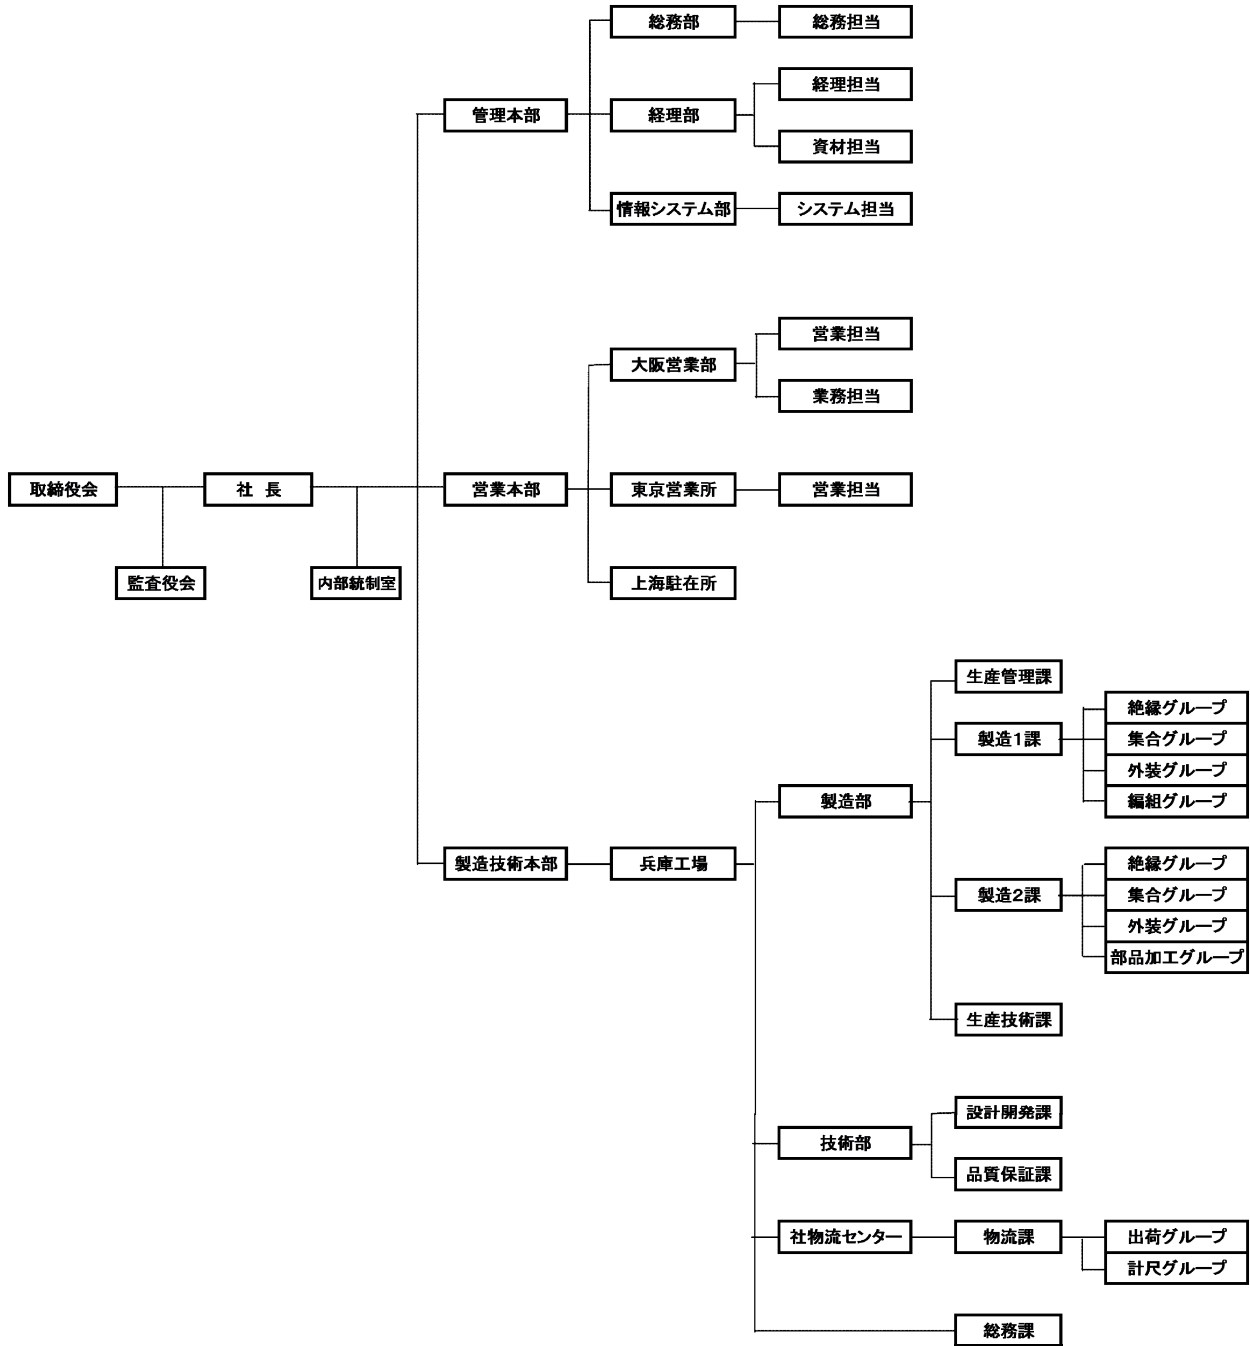 総務部
総務担当
経理担当
管理本部
経理部
資材担当
情報システム部
システム担当
営業担当
大阪営業部
業務担当
取締役会
社 長
営業本部
東京営業所
営業担当
監査役会
内部統制室
上海駐在所
生産管理課
絶縁グループ
製造1課
集合グループ
外装グループ
製造部
編組グループ
製造技術本部
兵庫工場
絶縁グループ
製造2課
集合グループ
外装グループ
部品加工グループ
生産技術課
設計開発課
技術部
品質保証課
社物流センター
物流課
出荷グループ
計尺グループ
総務課